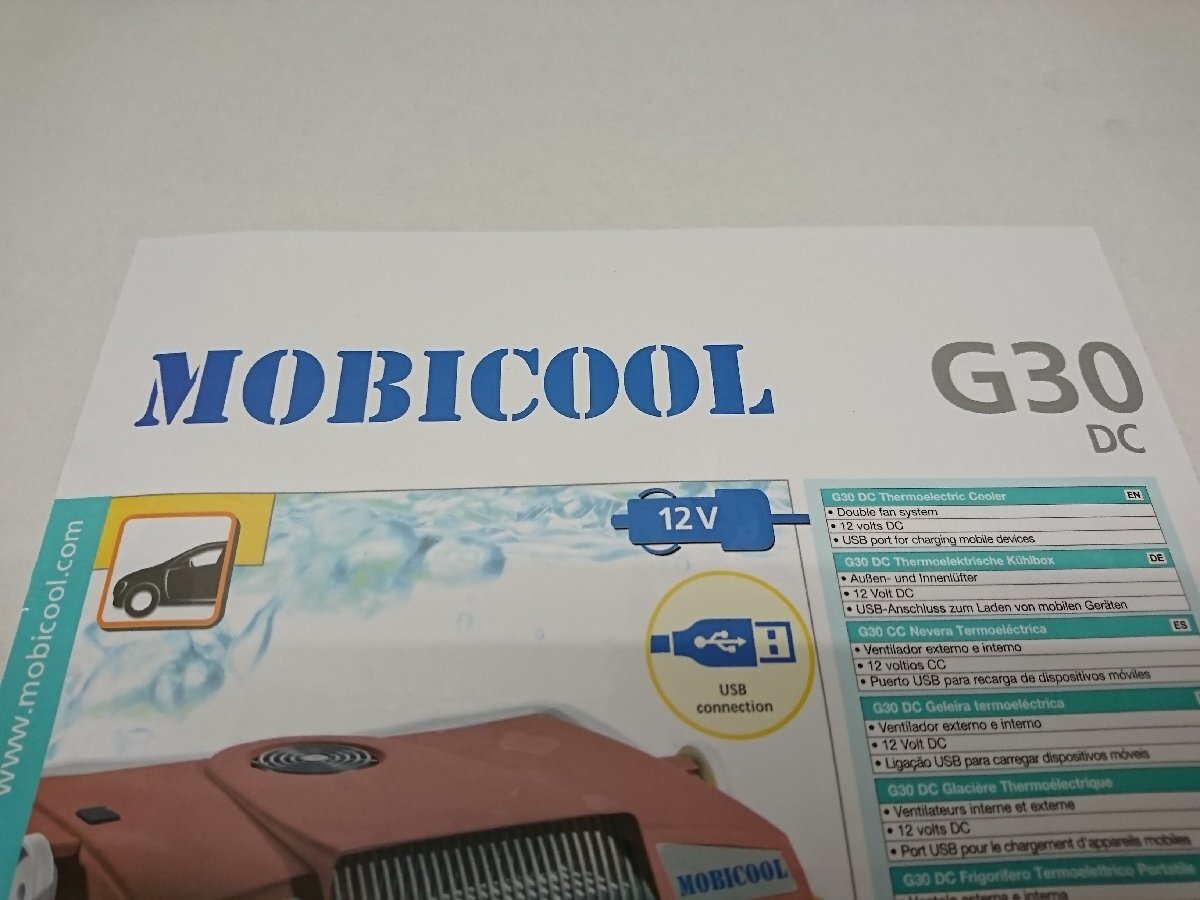 MOBICOOL
G30
DC
www.mobicool.com
12V
USB
connection
MOBICOOL
G30 DC Thermoelectric Cooler
EN
• Double fan system
• 12 volts DC
• USB port for charging mobile devices
G30 DC Thermoelektrische Kühlbox
DE
• Außen- und Innenlüfter
• 12 Volt DC
• USB-Anschluss zum Laden von mobilen Geräten
G30 CC Nevera Termoeléctrica
ES
• Ventilador externo e interno
• 12 voltios CC
• Puerto USB para recarga de dispositivos móviles
G30 DC Geleira termoeléctrica
• Ventilador externo e interno
• 12 Volt DC
• Ligação USB para carregar dispositivos móveis
G30 DC Glacière Thermoélectrique
• Ventilateurs interne et externe
• 12 volts DC
• Port USB pour le chargement d'appareils mobiles
G30 DC Frigorifero Termoelettrico Portatile